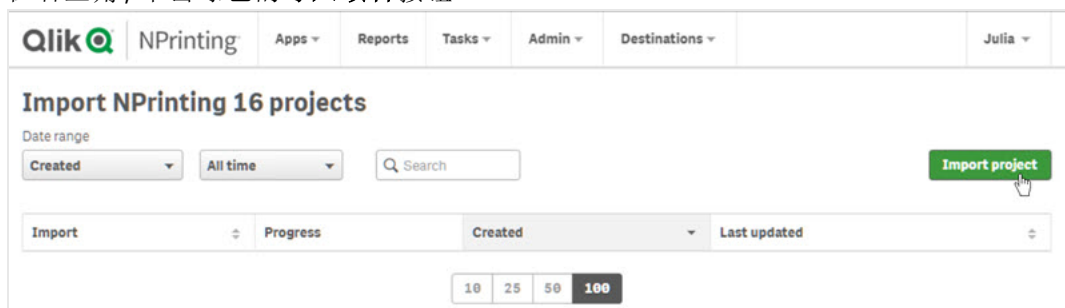 Qlik NPrinting Apps Reports Tasks Admin Destinations Julia
Import NPrinting 16 projects
Date range
Created All time Search Import project
Import Progress Created Last updated
10 25 50 100